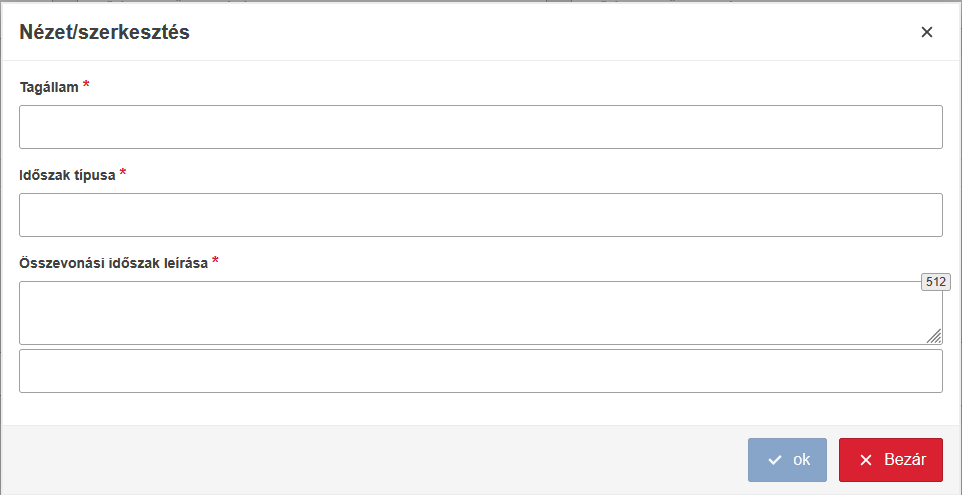 Nézet/szerkesztés
Tagállam *
Időszak típusa *
Összevonási időszak leírása *
512
ok
Bezár